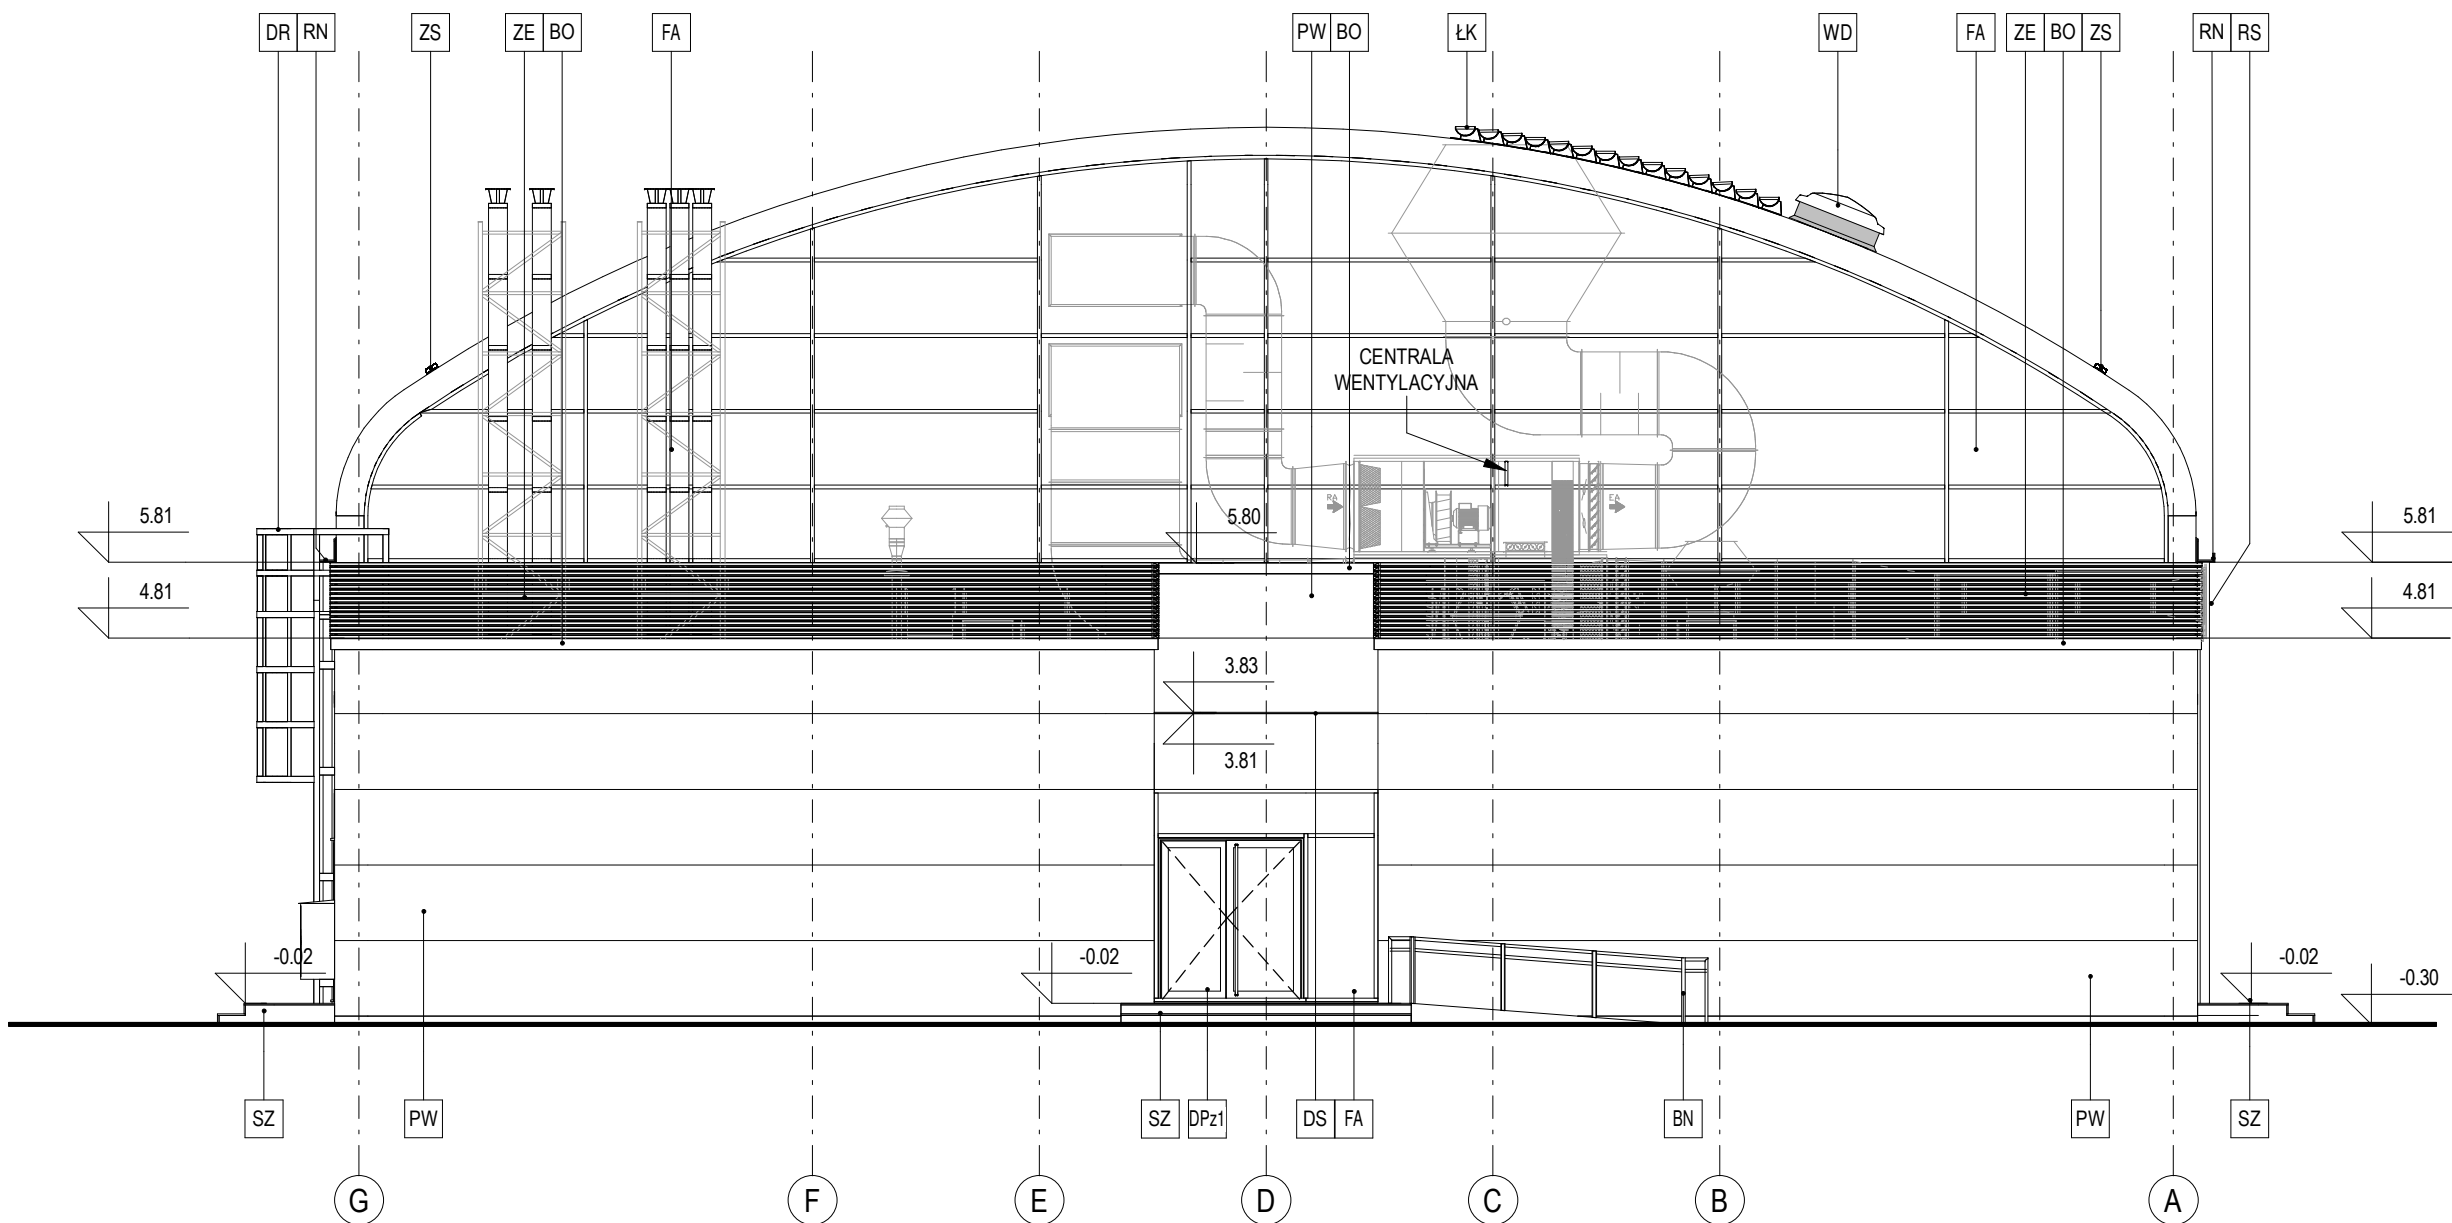 DR RN ZS ZE BO FA PW BO ŁK WD FA ZE BO ZS RN RS
CENTRALA
WENTYLACYJNA
RA EA
5.81 5.80 5.81
4.81 4.81
3.83
3.81
-0.02 -0.02 -0.02 -0.30
SZ PW SZ DPz1 DS FA BN PW SZ
G F E D C B A